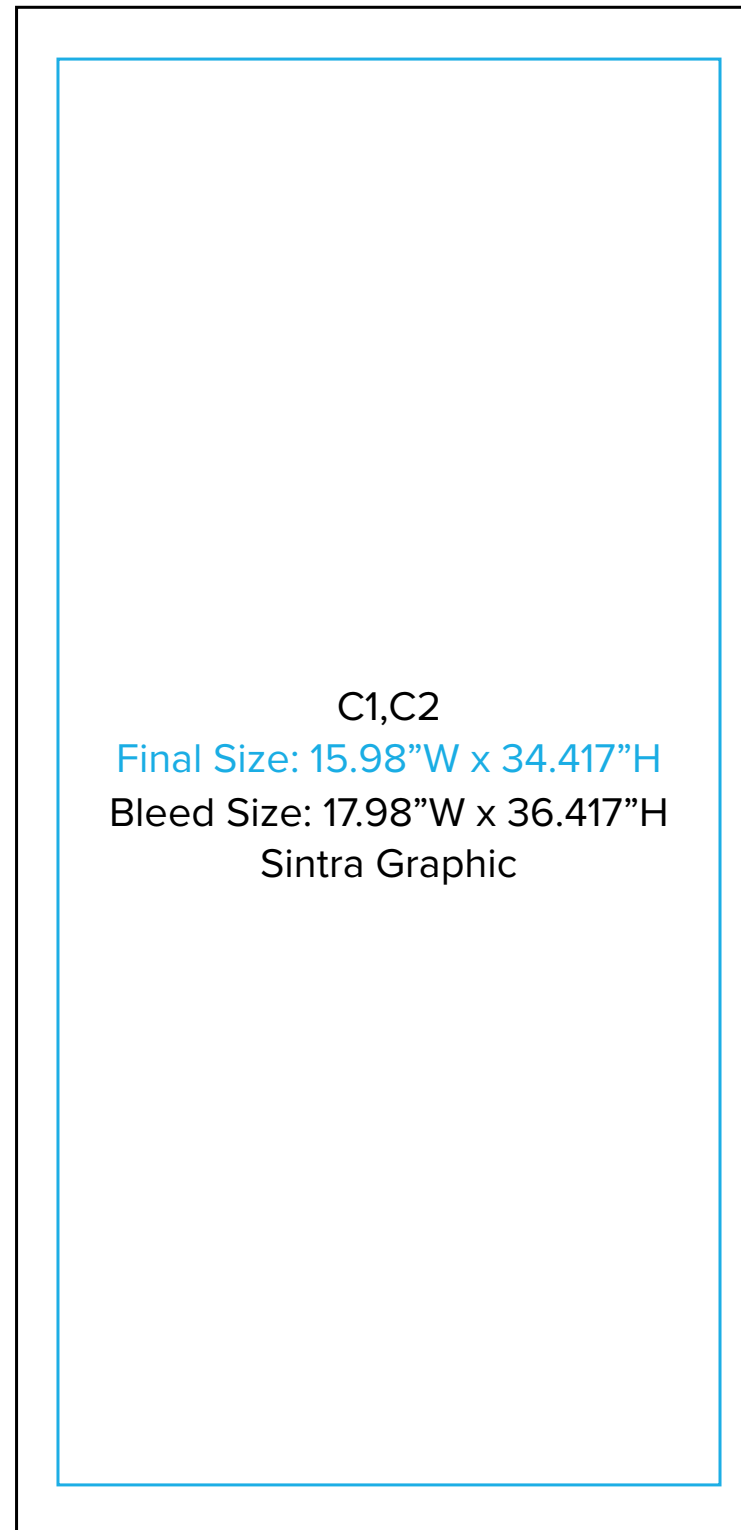 C1,C2
Final Size: 15.98”W x 34.417”H
Bleed Size: 17.98”W x 36.417”H
Sintra Graphic